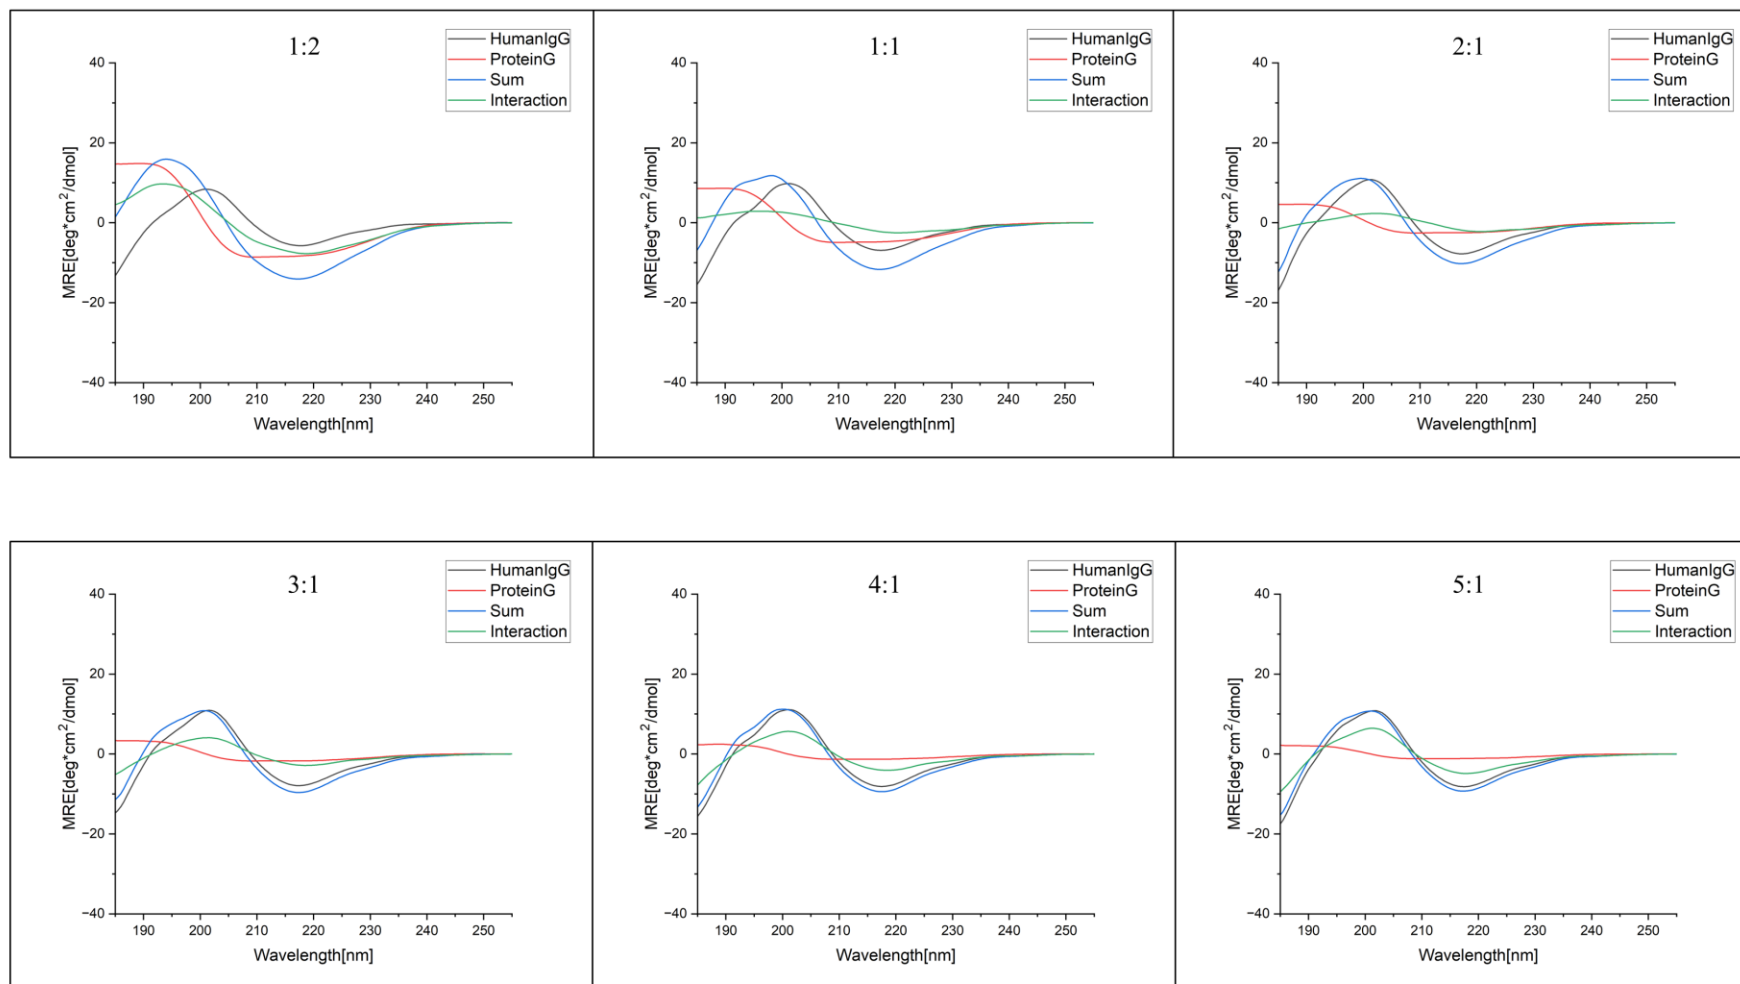 1:2
HumanIgG
ProteinG
Sum
Interaction
40
20
0
−20
−40
MRE[deg*cm²/dmol]
190 200 210 220 230 240 250
Wavelength[nm]
1:1
HumanIgG
ProteinG
Sum
Interaction
40
20
0
−20
−40
MRE[deg*cm²/dmol]
190 200 210 220 230 240 250
Wavelength[nm]
2:1
HumanIgG
ProteinG
Sum
Interaction
40
20
0
−20
−40
MRE[deg*cm²/dmol]
190 200 210 220 230 240 250
Wavelength[nm]
3:1
HumanIgG
ProteinG
Sum
Interaction
40
20
0
−20
−40
MRE[deg*cm²/dmol]
190 200 210 220 230 240 250
Wavelength[nm]
4:1
HumanIgG
ProteinG
Sum
Interaction
40
20
0
−20
−40
MRE[deg*cm²/dmol]
190 200 210 220 230 240 250
Wavelength[nm]
5:1
HumanIgG
ProteinG
Sum
Interaction
40
20
0
−20
−40
MRE[deg*cm²/dmol]
190 200 210 220 230 240 250
Wavelength[nm]